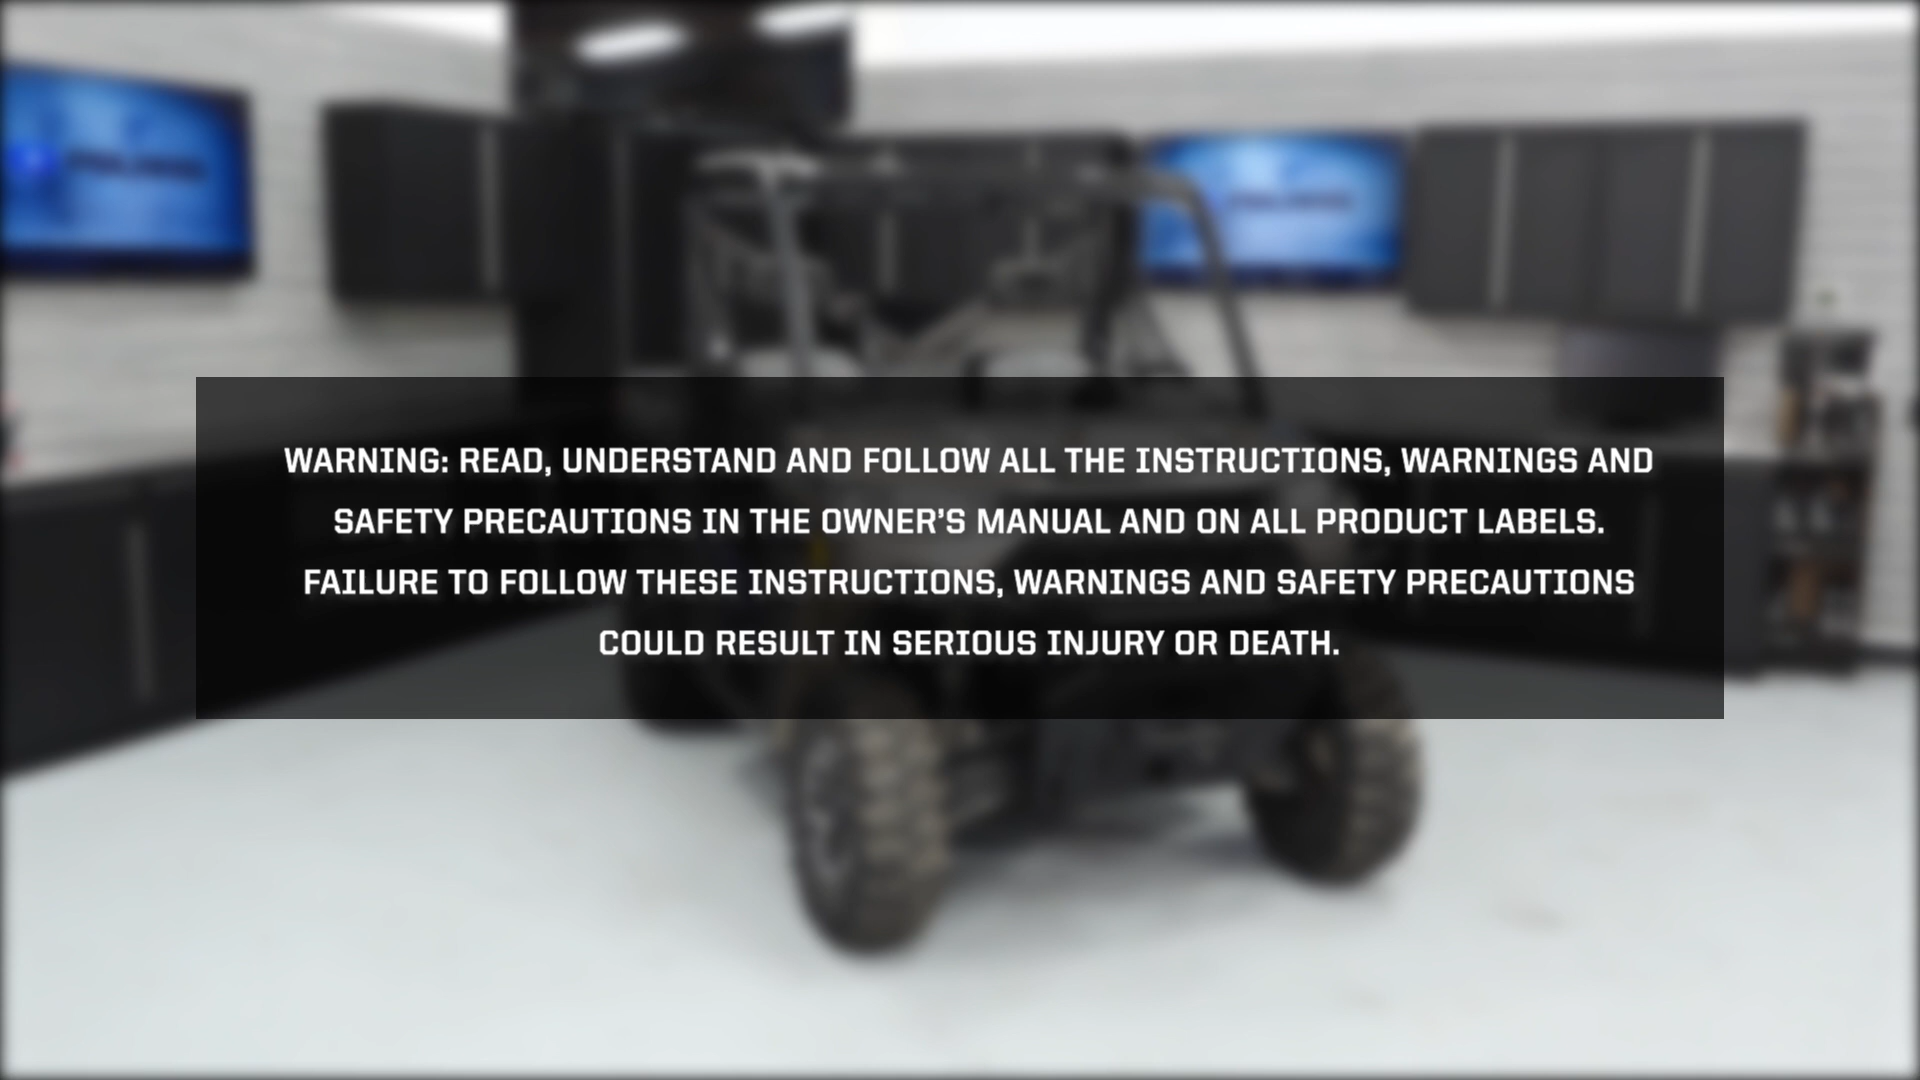 WARNING: READ, UNDERSTAND AND FOLLOW ALL THE INSTRUCTIONS, WARNINGS AND
SAFETY PRECAUTIONS IN THE OWNER’S MANUAL AND ON ALL PRODUCT LABELS.
FAILURE TO FOLLOW THESE INSTRUCTIONS, WARNINGS AND SAFETY PRECAUTIONS
COULD RESULT IN SERIOUS INJURY OR DEATH.